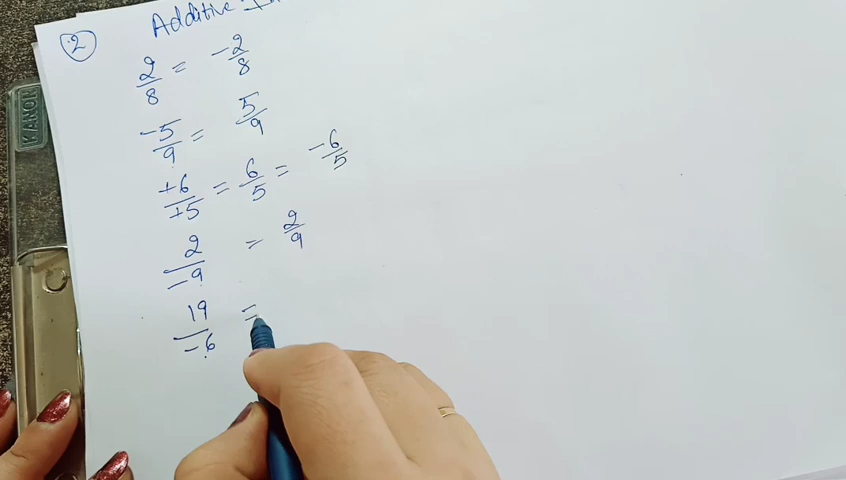 2 Additive
2/8 = -2/8
-5/9 = 5/9
+6/+5 = 6/5 = -6/5
2/-9 = 2/9
19/-6 =
KANON